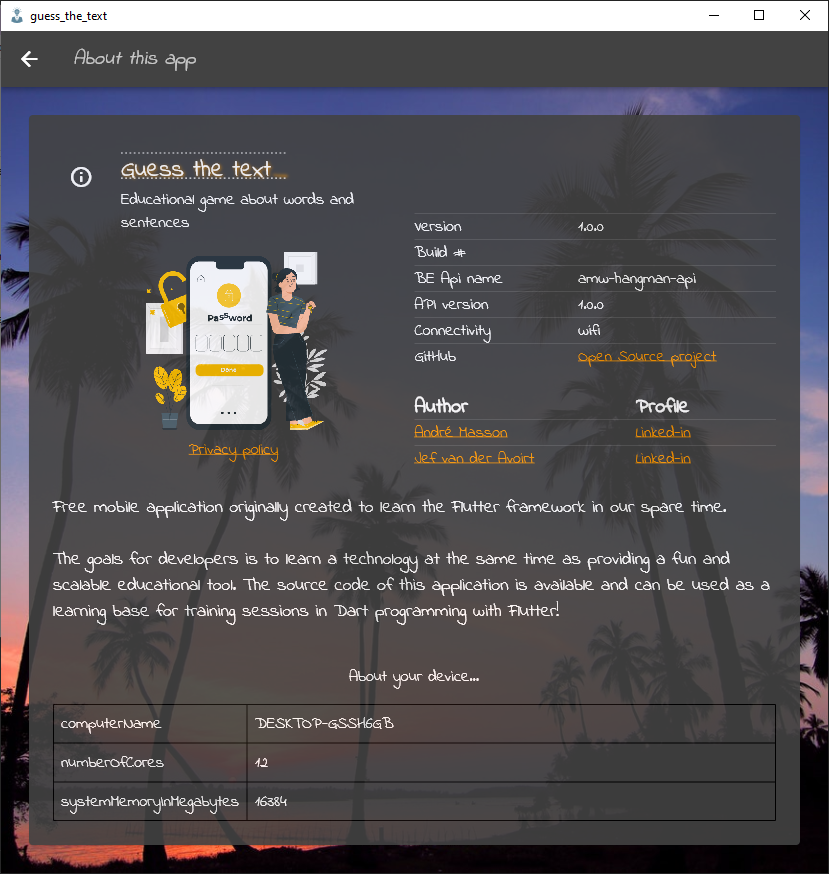 guess_the_text
About this app
Guess the text...
Educational game about words and
sentences
Password
Done
Privacy policy
Version 1.0.0
Build #
BE Api name amw-hangman-api
API version 1.0.0
Connectivity wifi
GitHub Open Source project
Author Profile
André Masson Linked-in
Jef van der Avoirt Linked-in
Free mobile application originally created to learn the Flutter framework in our spare time.
The goals for developers is to learn a technology at the same time as providing a fun and
scalable educational tool. The source code of this application is available and can be used as a
learning base for training sessions in Dart programming with Flutter!
About your device...
computerName DESKTOP-GSSH6GB
numberOfCores 12
systemMemoryInMegabytes 16384